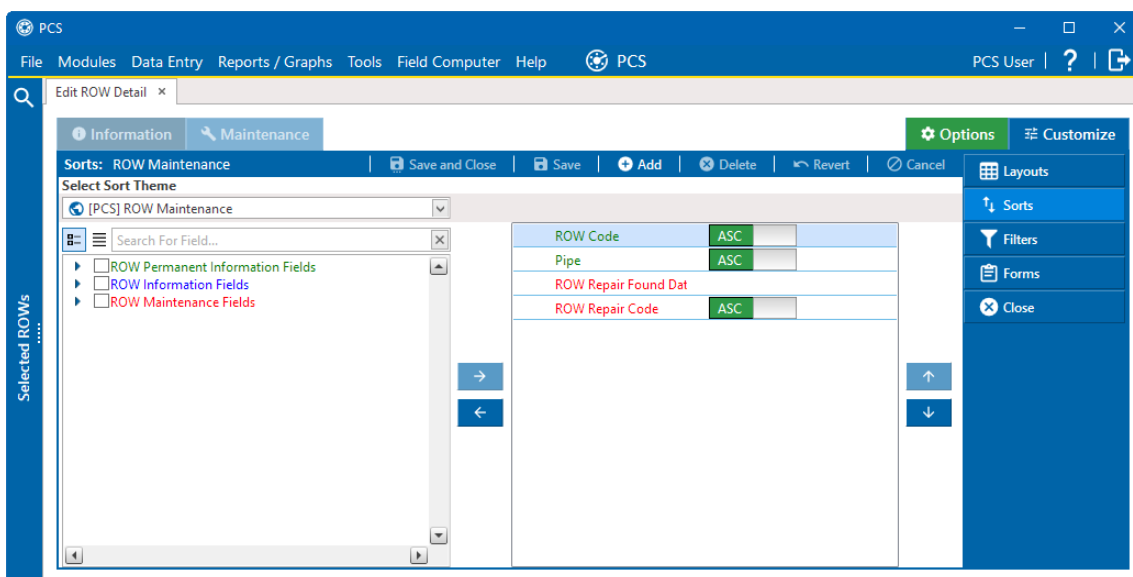 PCS
File Modules Data Entry Reports / Graphs Tools Field Computer Help PCS PCS User ?
Edit ROW Detail ×
Information Maintenance Options Customize
Sorts: ROW Maintenance Save and Close Save Add Delete Revert Cancel
Select Sort Theme
[PCS] ROW Maintenance
Search For Field...
ROW Permanent Information Fields
ROW Information Fields
ROW Maintenance Fields
ROW Code ASC
Pipe ASC
ROW Repair Found Dat
ROW Repair Code ASC
Layouts
Sorts
Filters
Forms
Close
Selected ROWs